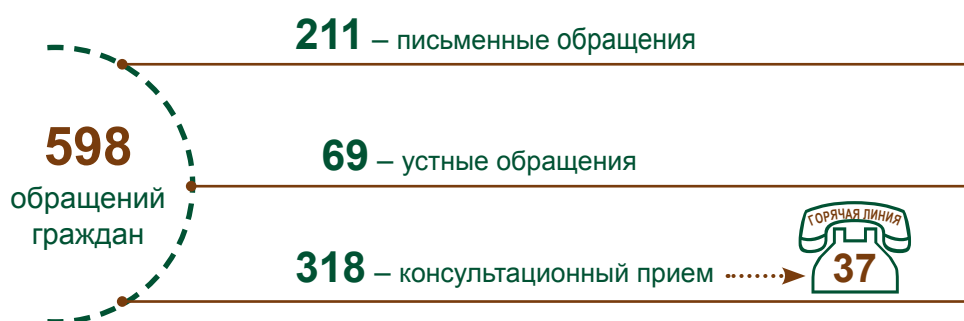 211 – письменные обращения
598
обращений
граждан
69 – устные обращения
318 – консультационный прием
ГОРЯЧАЯ ЛИНИЯ
37